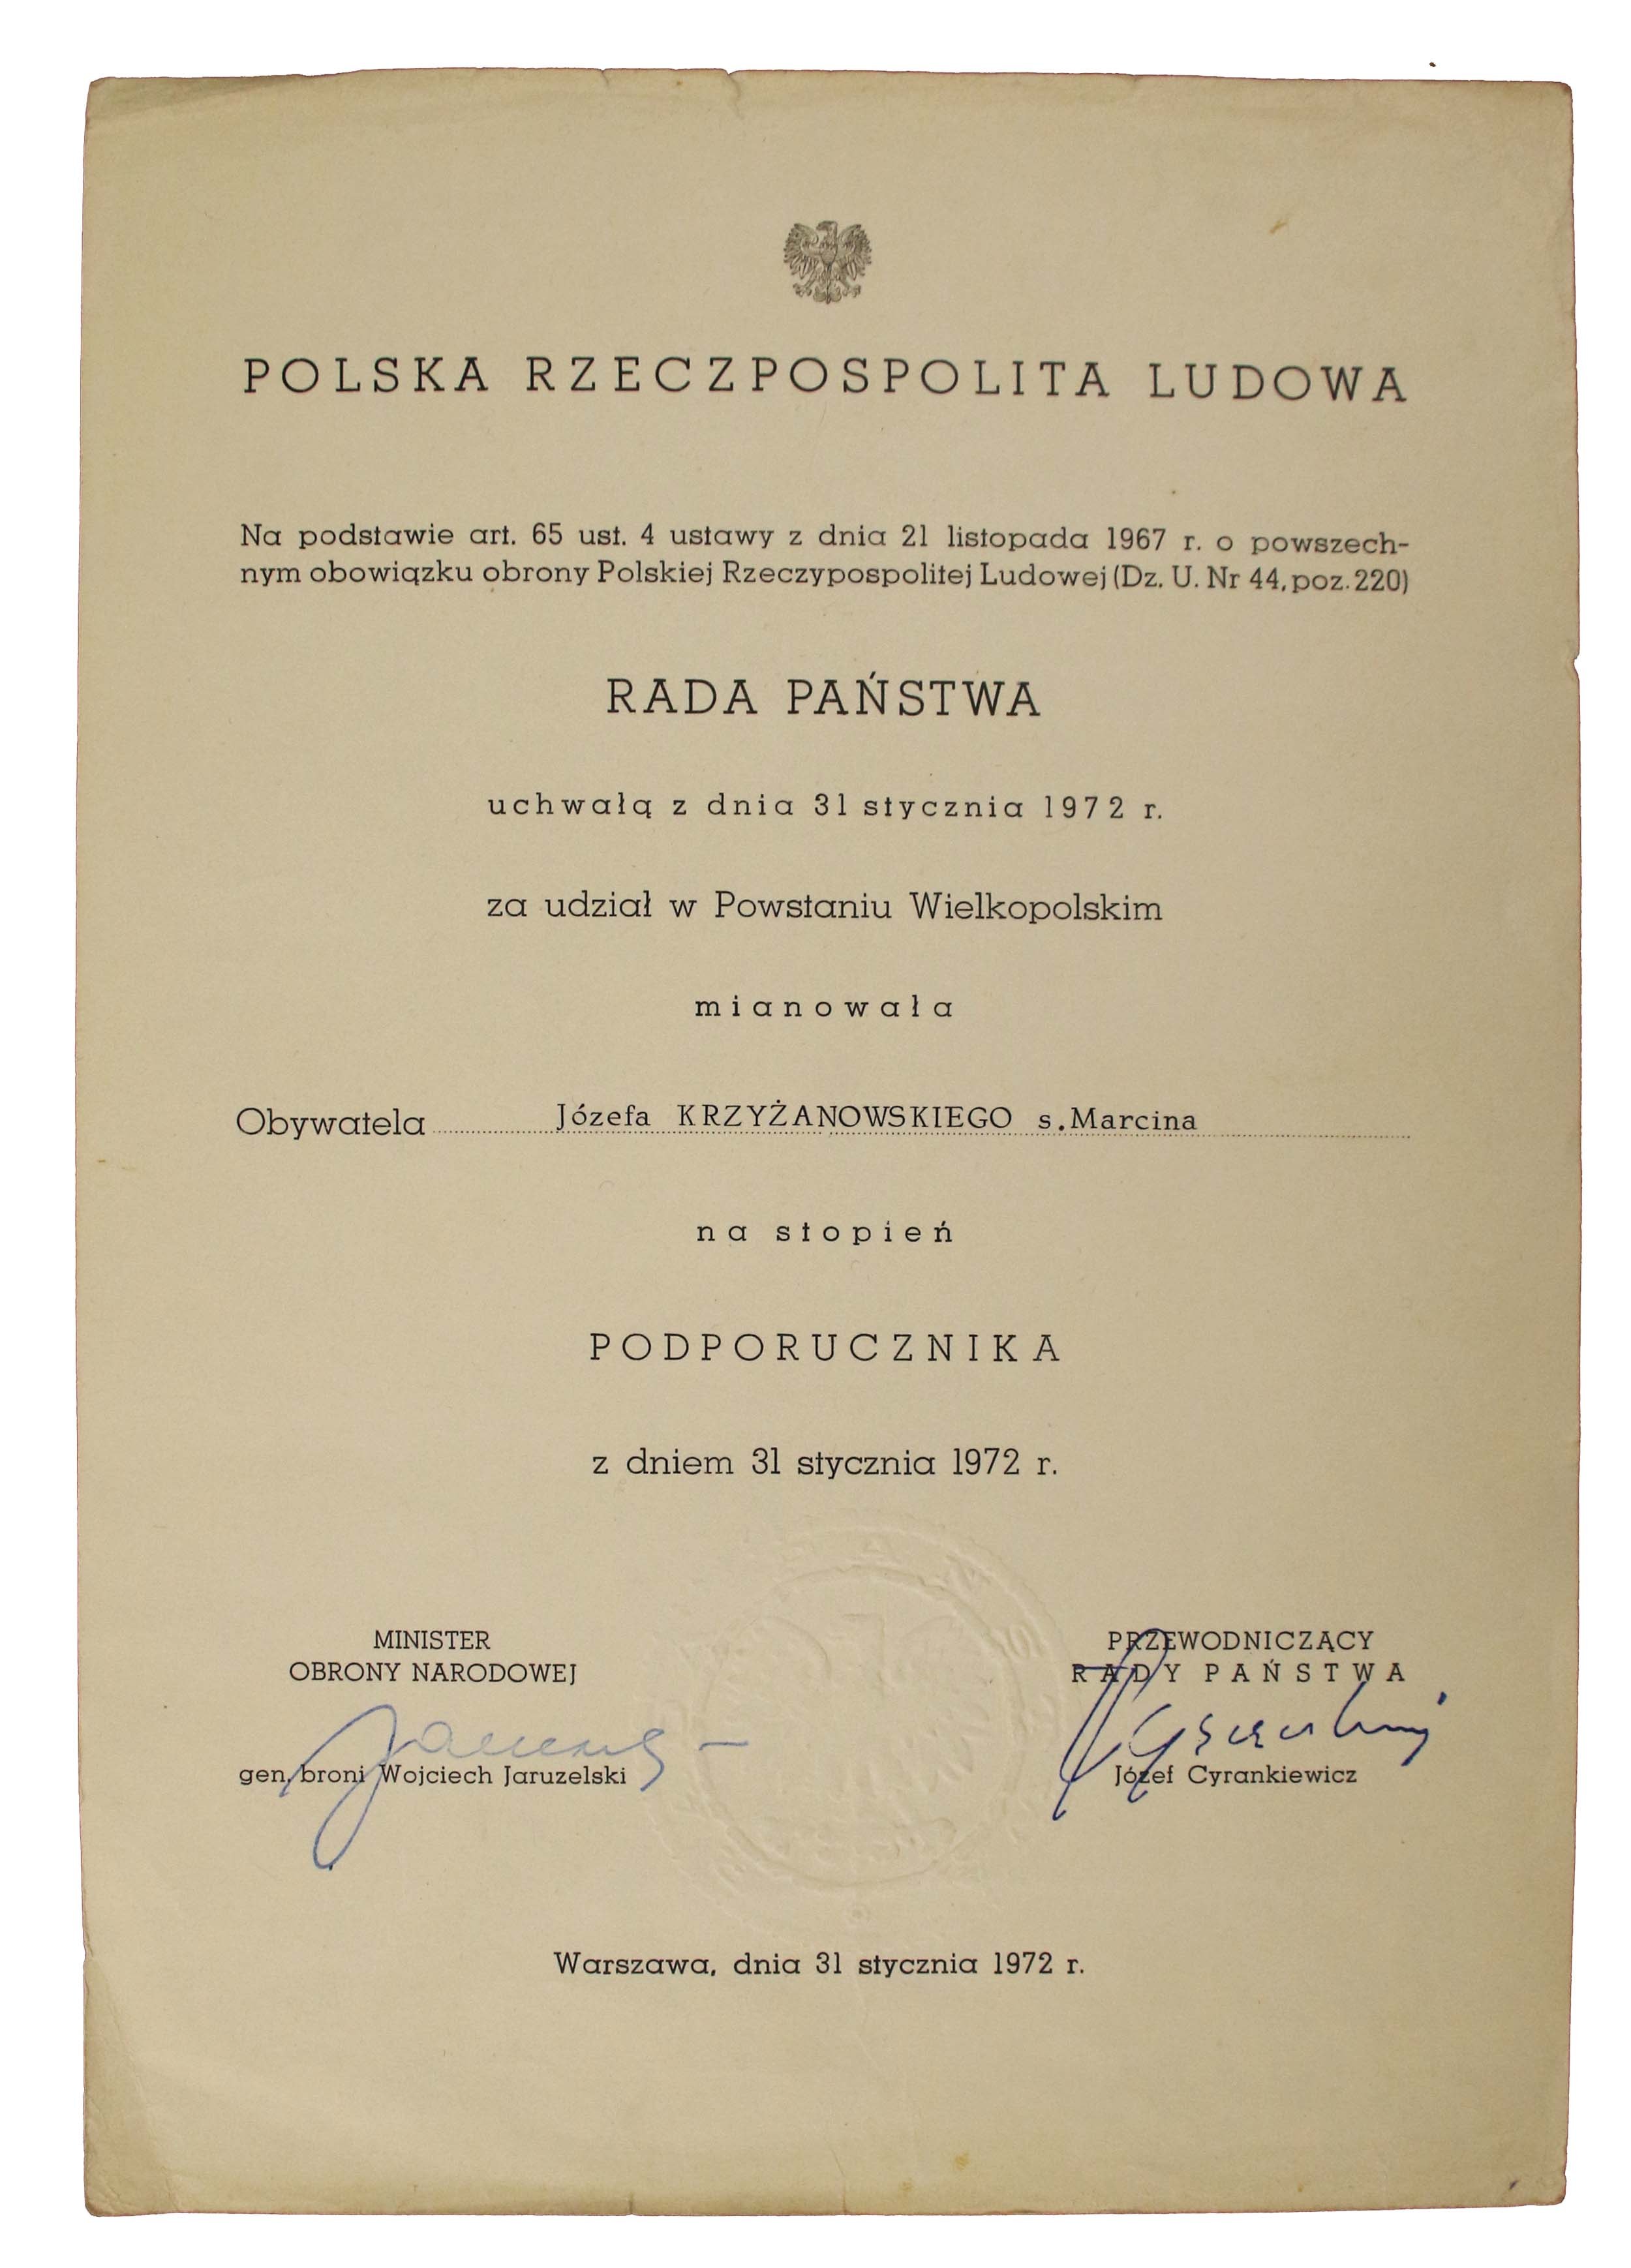 POLSKA RZECZPOSPOLITA LUDOWA
Na podstawie art. 65 ust. 4 ustawy z dnia 21 listopada 1967 r. o powszech-
nym obowiązku obrony Polskiej Rzeczypospolitej Ludowej (Dz. U. Nr 44, poz. 220)
RADA PAŃSTWA
uchwałą z dnia 31 stycznia 1972 r.
za udział w Powstaniu Wielkopolskim
mianowała
Obywatela Józefa KRZYŻANOWSKIEGO s.Marcina
na stopień
PODPORUCZNIKA
z dniem 31 stycznia 1972 r.
MINISTER
OBRONY NARODOWEJ
gen. broni Wojciech Jaruzelski
PRZEWODNICZĄCY
RADY PAŃSTWA
Józef Cyrankiewicz
Warszawa, dnia 31 stycznia 1972 r.